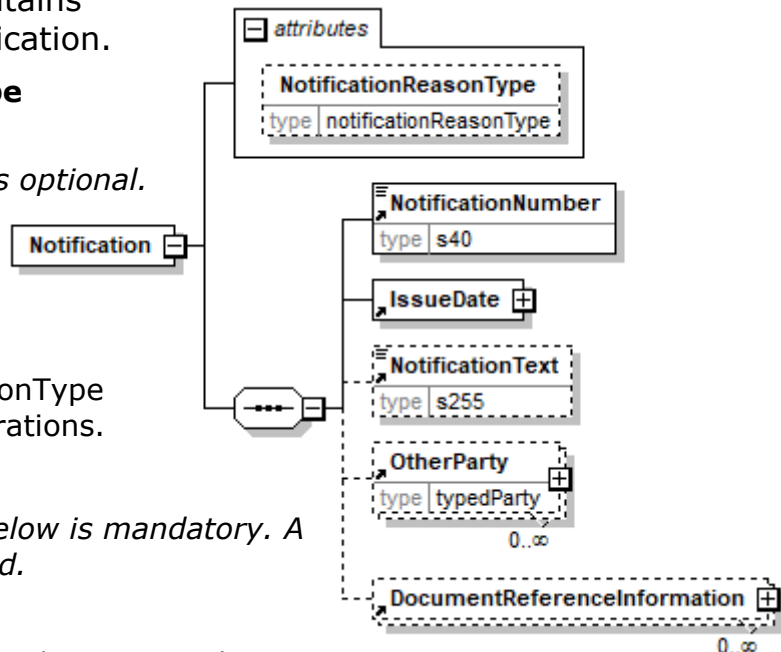 ication.
pe
s optional.
onType
rations.
elow is mandatory. A
d.
attributes
NotificationReasonType
type notificationReasonType
Notification
NotificationNumber
type s40
IssueDate
NotificationText
type s255
OtherParty
type typedParty
0..∞
DocumentReferenceInformation
0..∞